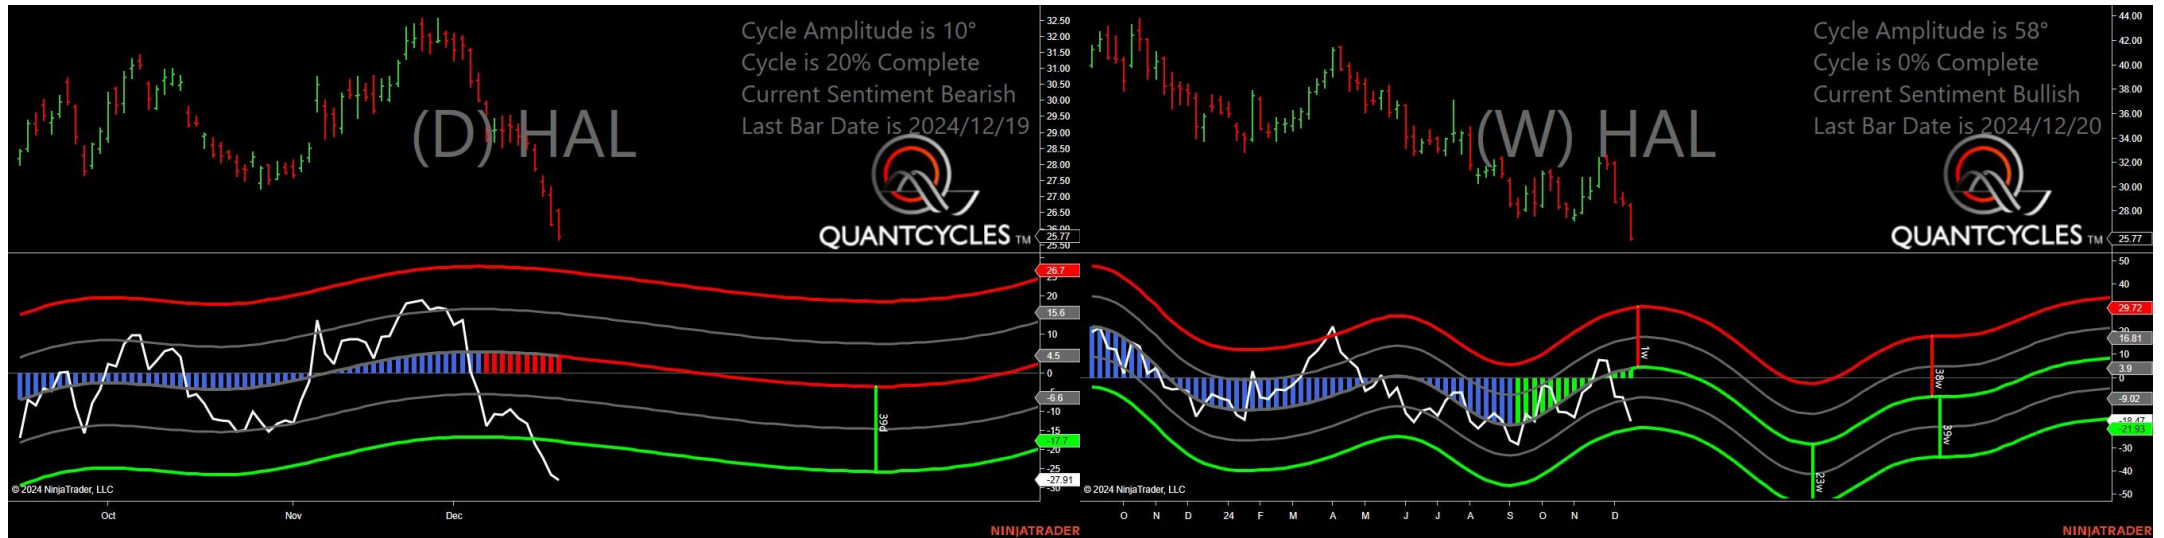 Cycle Amplitude is 10°
Cycle is 20% Complete
Current Sentiment Bearish
Last Bar Date is 2024/12/19
(D) HAL
QUANTCYCLES TM
32.50
32.00
31.50
31.00
30.50
30.00
29.50
29.00
28.50
28.00
27.50
27.00
26.50
26.00
25.77
25.50
26.7
25
20
15.6
10
4.5
0
-6.6
-10
-15
-17.7
-20
-25
-27.91
-30
39d
© 2024 NinjaTrader, LLC
Oct Nov Dec
NINJATRADER
Cycle Amplitude is 58°
Cycle is 0% Complete
Current Sentiment Bullish
Last Bar Date is 2024/12/20
(W) HAL
QUANTCYCLES TM
44.00
42.00
40.00
38.00
36.00
34.00
32.00
30.00
28.00
25.77
50
40
29.72
20
16.81
10
3.9
0
-9.02
-18.47
-21.93
-30
-40
-50
1w
38w
39w
23w
© 2024 NinjaTrader, LLC
O N D 24 F M A M J J A S O N D
NINJATRADER